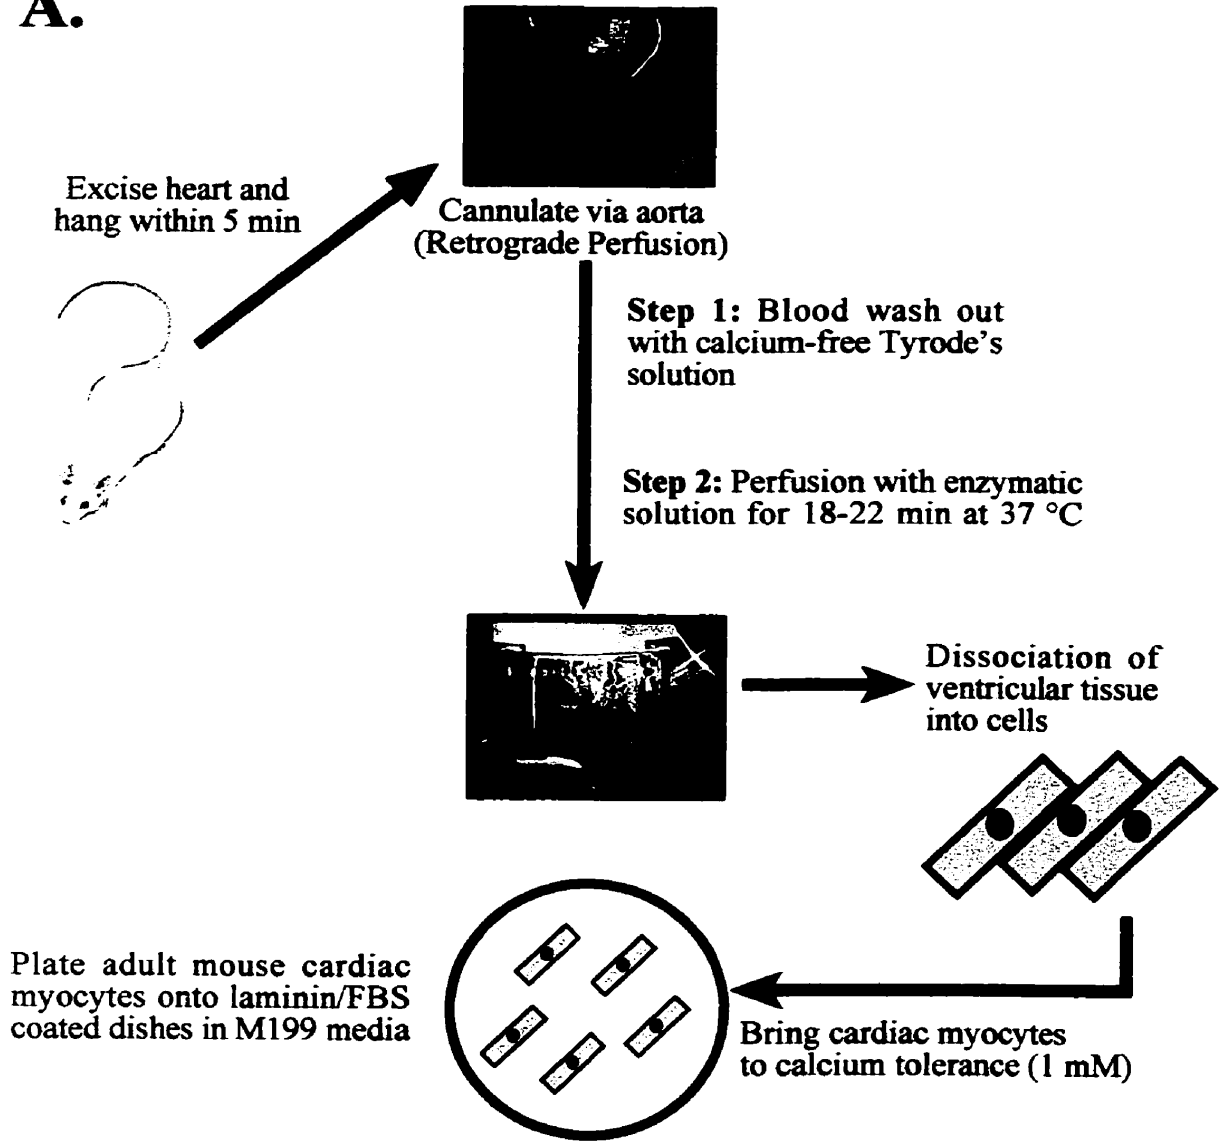 A.
Excise heart and
hang within 5 min
Cannulate via aorta
(Retrograde Perfusion)
Step 1: Blood wash out
with calcium-free Tyrode's
solution
Step 2: Perfusion with enzymatic
solution for 18-22 min at 37 °C
Dissociation of
ventricular tissue
into cells
Bring cardiac myocytes
to calcium tolerance (1 mM)
Plate adult mouse cardiac
myocytes onto laminin/FBS
coated dishes in M199 media